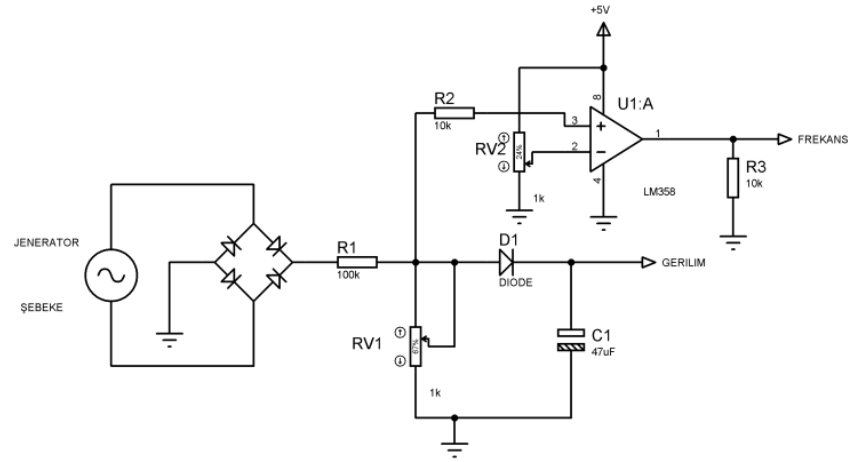 +5V
R2
10k
8
U1:A
3
+
1
FREKANS
RV2
24%
2
−
R3
10k
4
LM358
1k
JENERATOR
ŞEBEKE
R1
100k
D1
DIODE
GERILIM
RV1
67%
1k
C1
47uF